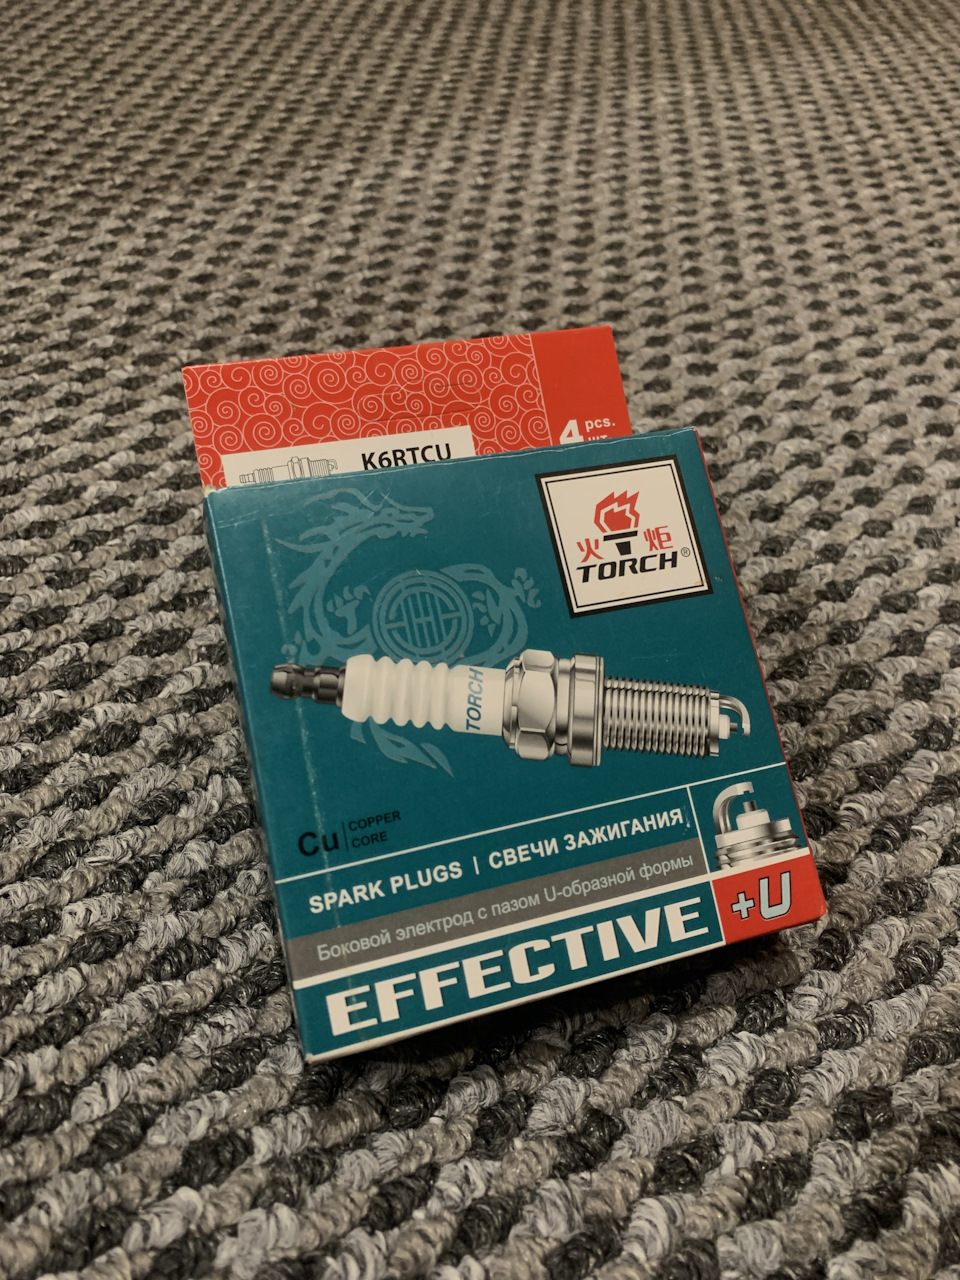 4 pcs.
шт.
K6RTCU
火 炬
TORCH®
TORCH
Cu | COPPER
CORE
SPARK PLUGS | СВЕЧИ ЗАЖИГАНИЯ
Боковой электрод с пазом U-образной формы
EFFECTIVE +U